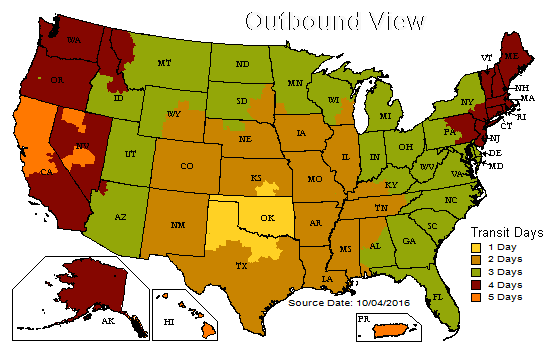 Outbound View
WA
MT
ND
MN
VT
ME
OR
ID
SD
WI
MI
NY
NH
MA
RI
CT
WY
NE
IA
PA
NJ
DE
MD
NV
UT
CO
KS
MO
IL
IN
OH
WV
VA
KY
CA
AZ
NM
OK
AR
TN
NC
SC
MS
AL
GA
TX
LA
FL
AK
HI
PR
Transit Days
1 Day
2 Days
3 Days
4 Days
5 Days
Source Date: 10/04/2016